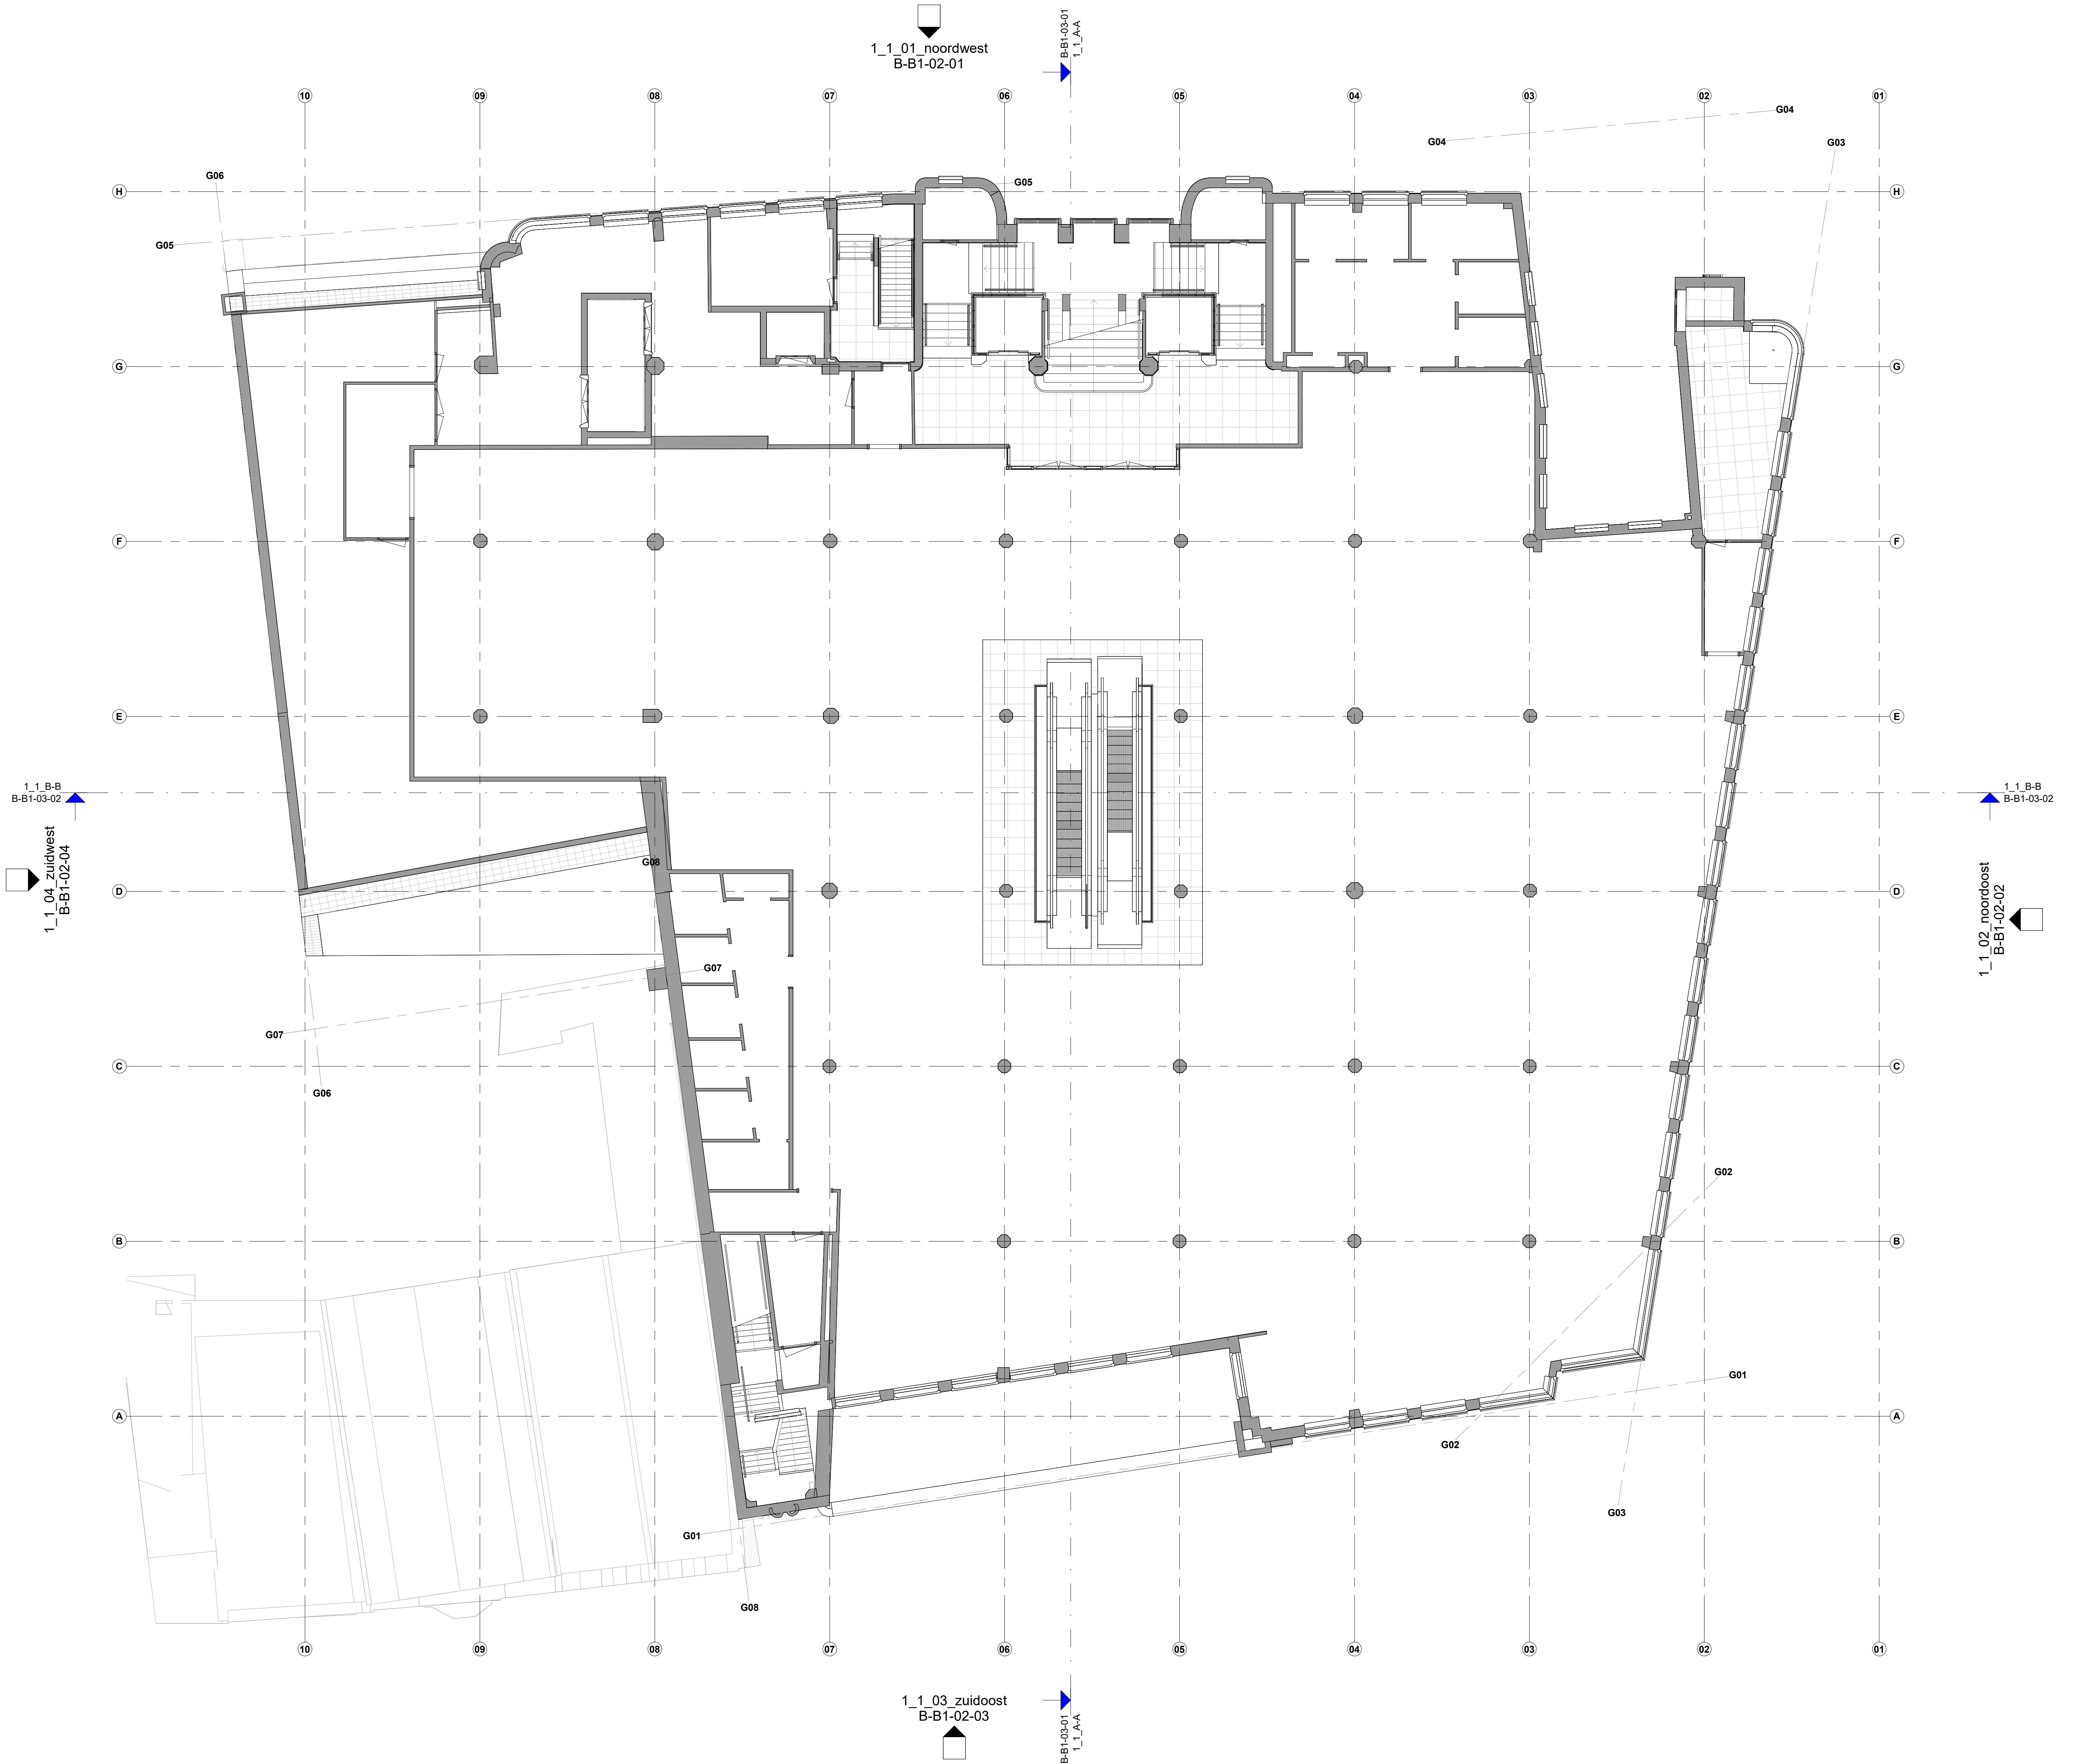 1_1_01_noordwest
B-B1-02-01
B-B1-03-01
1_1_A-A
10
09
08
07
06
05
04
03
02
01
G04
G04
G03
G06
G05
H
H
G05
G
G
F
F
E
E
1_1_B-B
B-B1-03-02
1_1_B-B
B-B1-03-02
1_1_04_zuidwest
B-B1-02-04
G08
D
D
1_1_02_noordoost
B-B1-02-02
G07
G07
C
C
G06
G02
B
B
G01
A
A
G02
G03
G01
G08
10
09
08
07
06
05
04
03
02
01
1_1_03_zuidoost
B-B1-02-03
B-B1-03-01
1_1_A-A